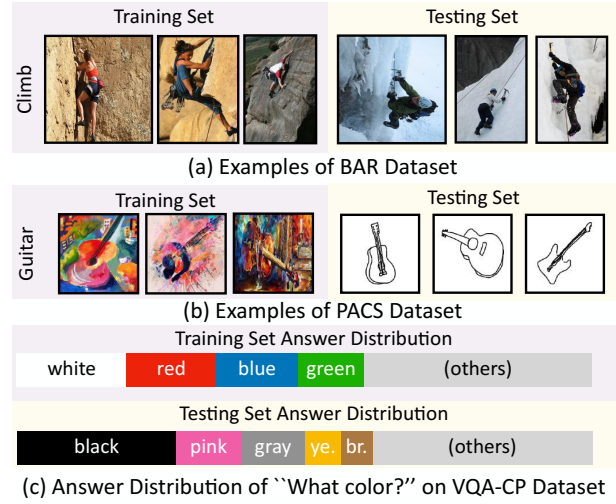 Training Set
Testing Set
Climb
(a) Examples of BAR Dataset
Training Set
Testing Set
Guitar
(b) Examples of PACS Dataset
Training Set Answer Distribution
white red blue green (others)
Testing Set Answer Distribution
black pink gray ye. br. (others)
(c) Answer Distribution of ``What color?'' on VQA-CP Dataset